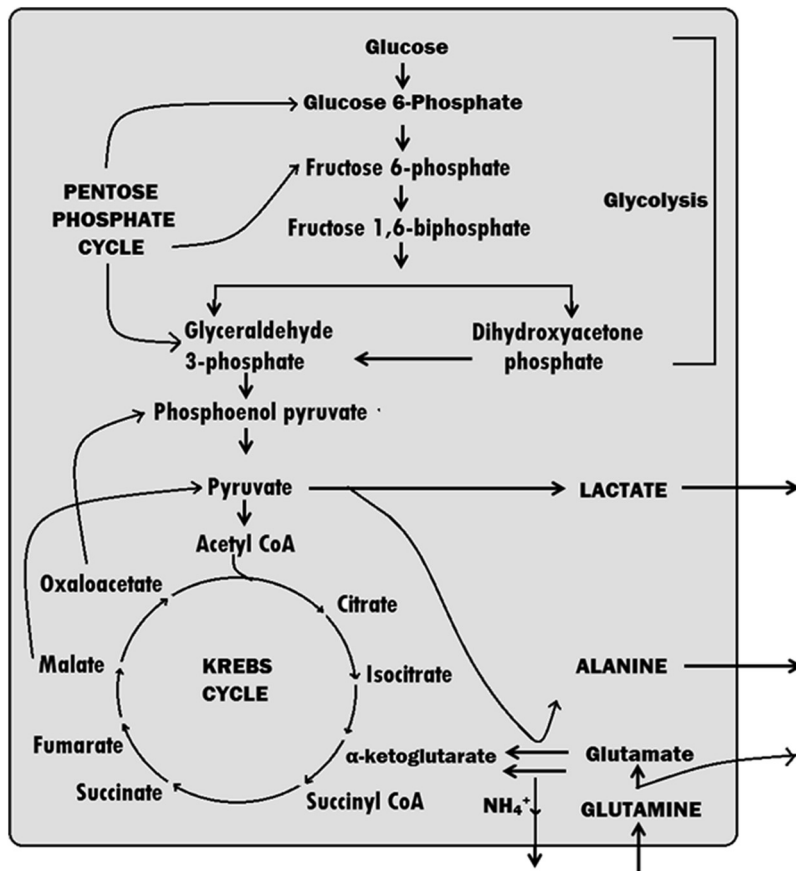 Glucose
Glucose 6-Phosphate
Fructose 6-phosphate
PENTOSE
PHOSPHATE
CYCLE
Glycolysis
Fructose 1,6-biphosphate
Glyceraldehyde
3-phosphate
Dihydroxyacetone
phosphate
Phosphoenol pyruvate
Pyruvate
LACTATE
Acetyl CoA
Oxaloacetate
Citrate
Malate
KREBS
CYCLE
Isocitrate
ALANINE
Fumarate
α-ketoglutarate
Glutamate
Succinate
Succinyl CoA
NH₄⁺
GLUTAMINE